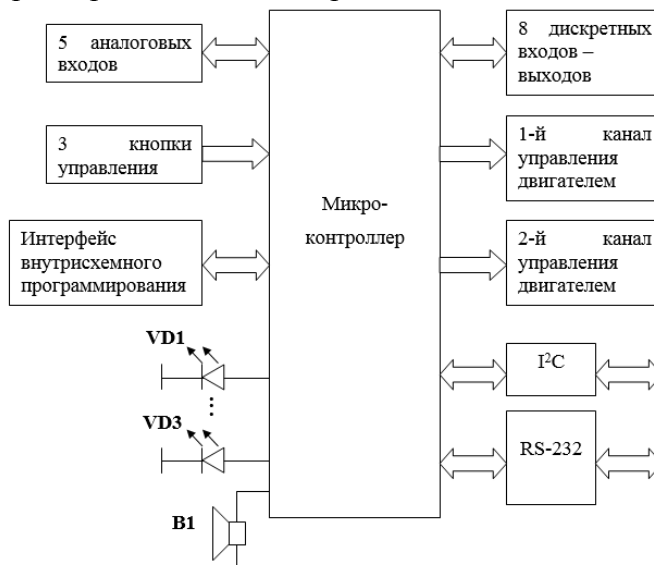 5 аналоговых
входов
3 кнопки
управления
Интерфейс
внутрисхемного
программирования
VD1
...
VD3
B1
Микро-
контроллер
8 дискретных
входов –
выходов
1-й канал
управления
двигателем
2-й канал
управления
двигателем
I²C
RS-232